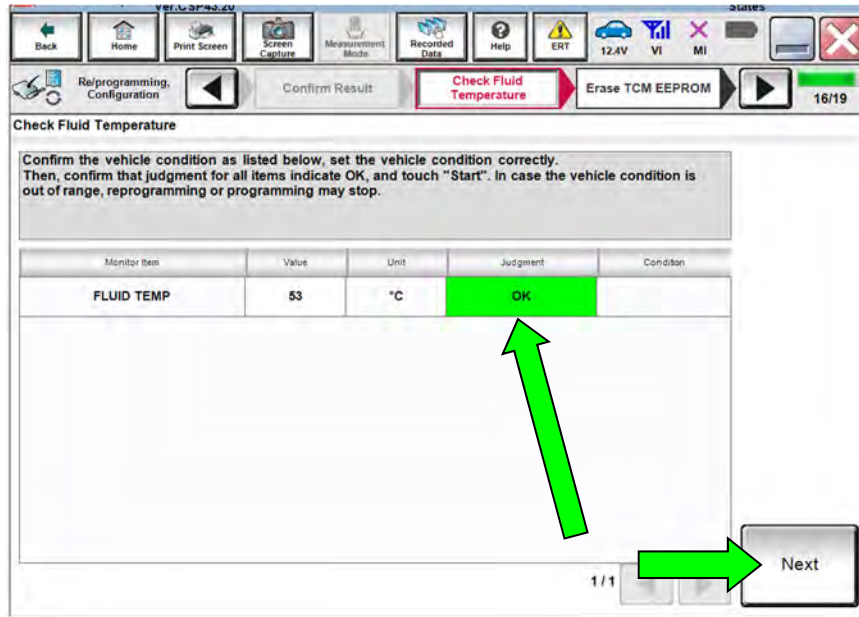 Ver.CSP43.20
States
Back
Home
Print Screen
Screen
Capture
Measurement
Mode
Recorded
Data
Help
ERT
12.4V
VI
MI
Re/programming,
Configuration
Confirm Result
Check Fluid
Temperature
Erase TCM EEPROM
16/19
Check Fluid Temperature
Confirm the vehicle condition as listed below, set the vehicle condition correctly.
Then, confirm that judgment for all items indicate OK, and touch "Start". In case the vehicle condition is
out of range, reprogramming or programming may stop.
Monitor Item Value Unit Judgment Condition
FLUID TEMP 53 °C OK
1/1
Next